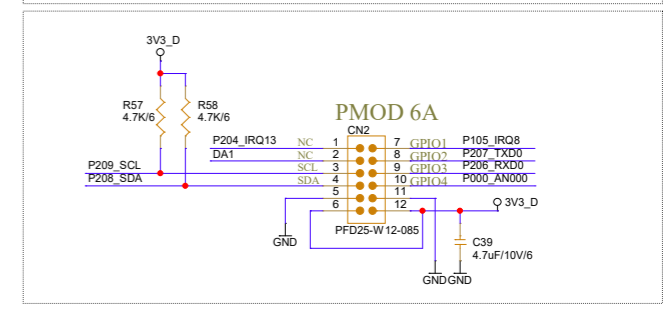 3V3_D
R57
4.7K/6
R58
4.7K/6
PMOD 6A
CN2
P204_IRQ13 NC 1 7 GPIO1 P105_IRQ8
DA1 NC 2 8 GPIO2 P207_TXD0
P209_SCL SCL 3 9 GPIO3 P206_RXD0
P208_SDA SDA 4 10 GPIO4 P000_AN000
5 11
6 12 3V3_D
PFD25-W12-085
GND
C39
4.7uF/10V/6
GND GND